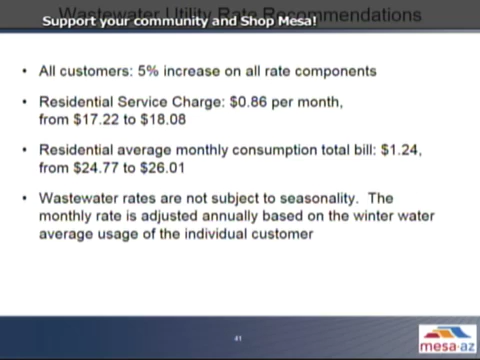 Wastewater Utility Rate Recommendations
Support your community and Shop Mesa!
• All customers: 5% increase on all rate components
• Residential Service Charge: $0.86 per month,
from $17.22 to $18.08
• Residential average monthly consumption total bill: $1.24,
from $24.77 to $26.01
• Wastewater rates are not subject to seasonality. The
monthly rate is adjusted annually based on the winter water
average usage of the individual customer
41
mesa·az